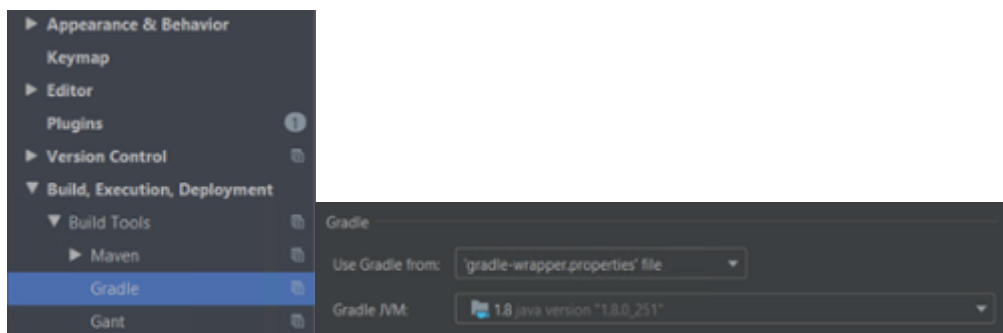 Appearance & Behavior
Keymap
Editor
Plugins 1
Version Control
Build, Execution, Deployment
Build Tools
Maven
Gradle
Gant
Gradle
Use Gradle from: 'gradle-wrapper.properties' file
Gradle JVM: 1.8 java version "1.8.0_251"